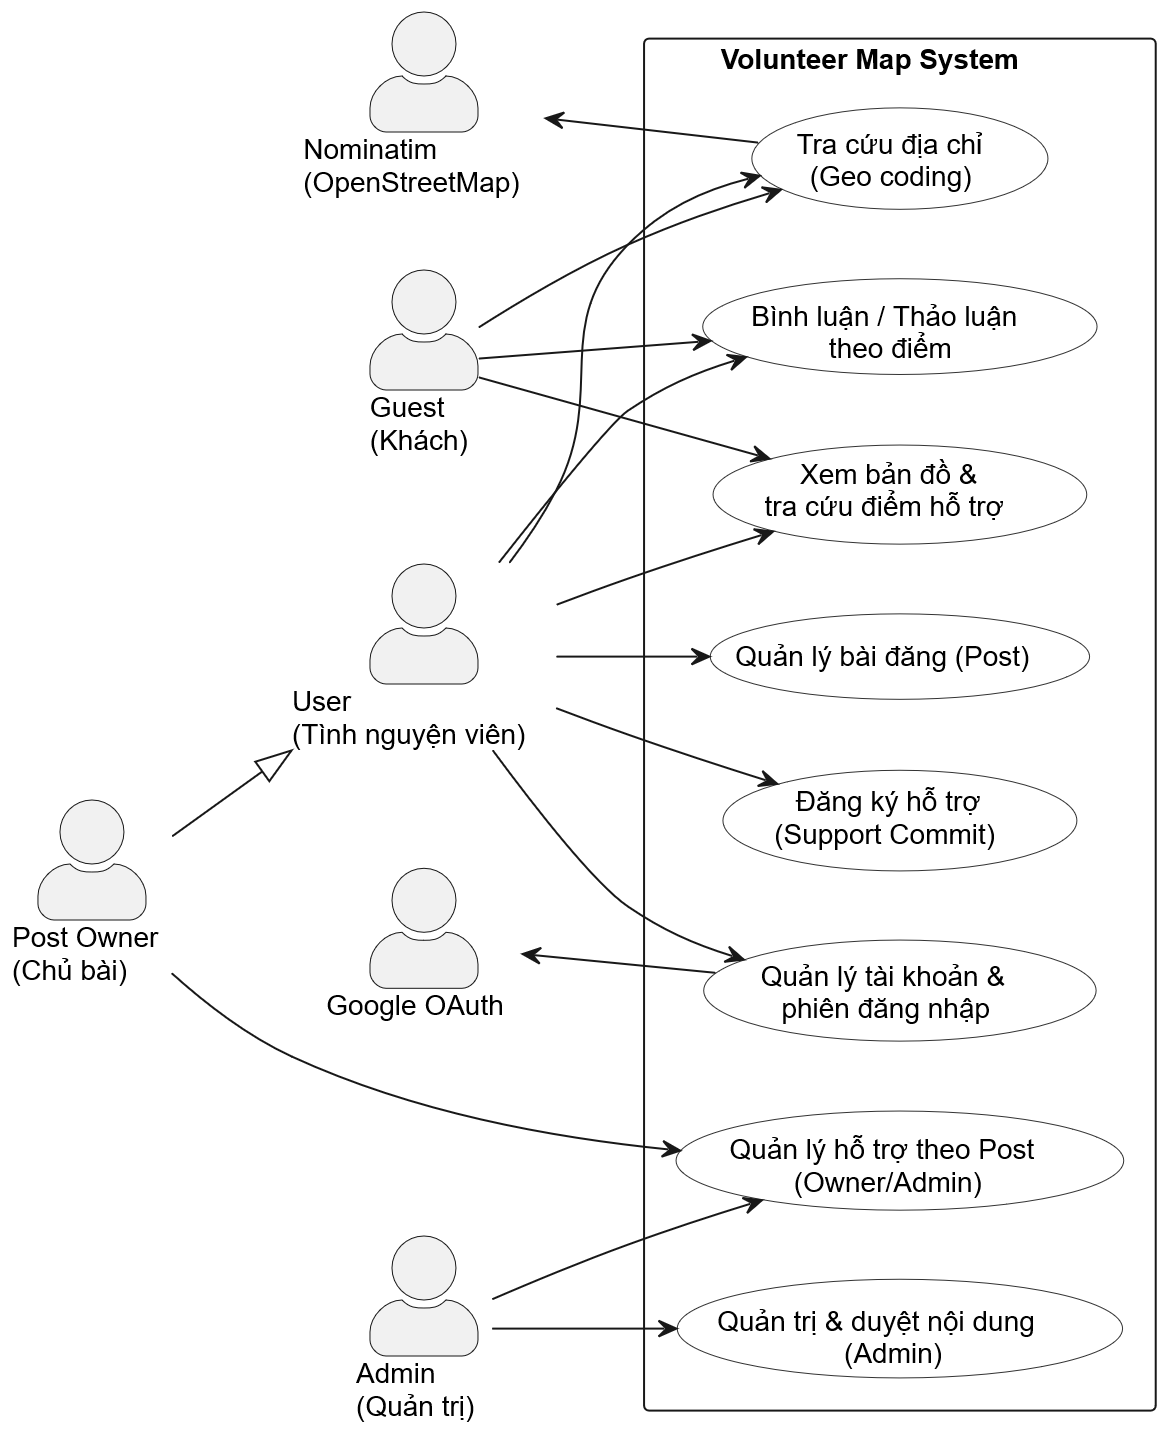 Volunteer Map System
Nominatim
(OpenStreetMap)
Tra cứu địa chỉ
(Geo coding)
Bình luận / Thảo luận
theo điểm
Guest
(Khách)
Xem bản đồ &
tra cứu điểm hỗ trợ
User
(Tình nguyện viên)
Quản lý bài đăng (Post)
Đăng ký hỗ trợ
(Support Commit)
Post Owner
(Chủ bài)
Google OAuth
Quản lý tài khoản &
phiên đăng nhập
Quản lý hỗ trợ theo Post
(Owner/Admin)
Admin
(Quản trị)
Quản trị & duyệt nội dung
(Admin)